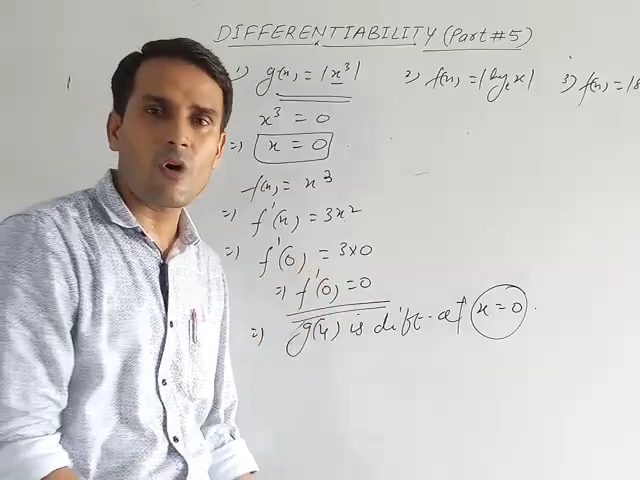 DIFFERENTIABILITY (Part #5)
1) g(x) = |x³| 2) f(x) = |logₑx| 3) f(x) = |8
x³ = 0
=) x = 0
f(x) = x³
=) f'(x) = 3x²
=) f'(0) = 3×0
=) f'(0) = 0
=) g(x) is difft. at x = 0.